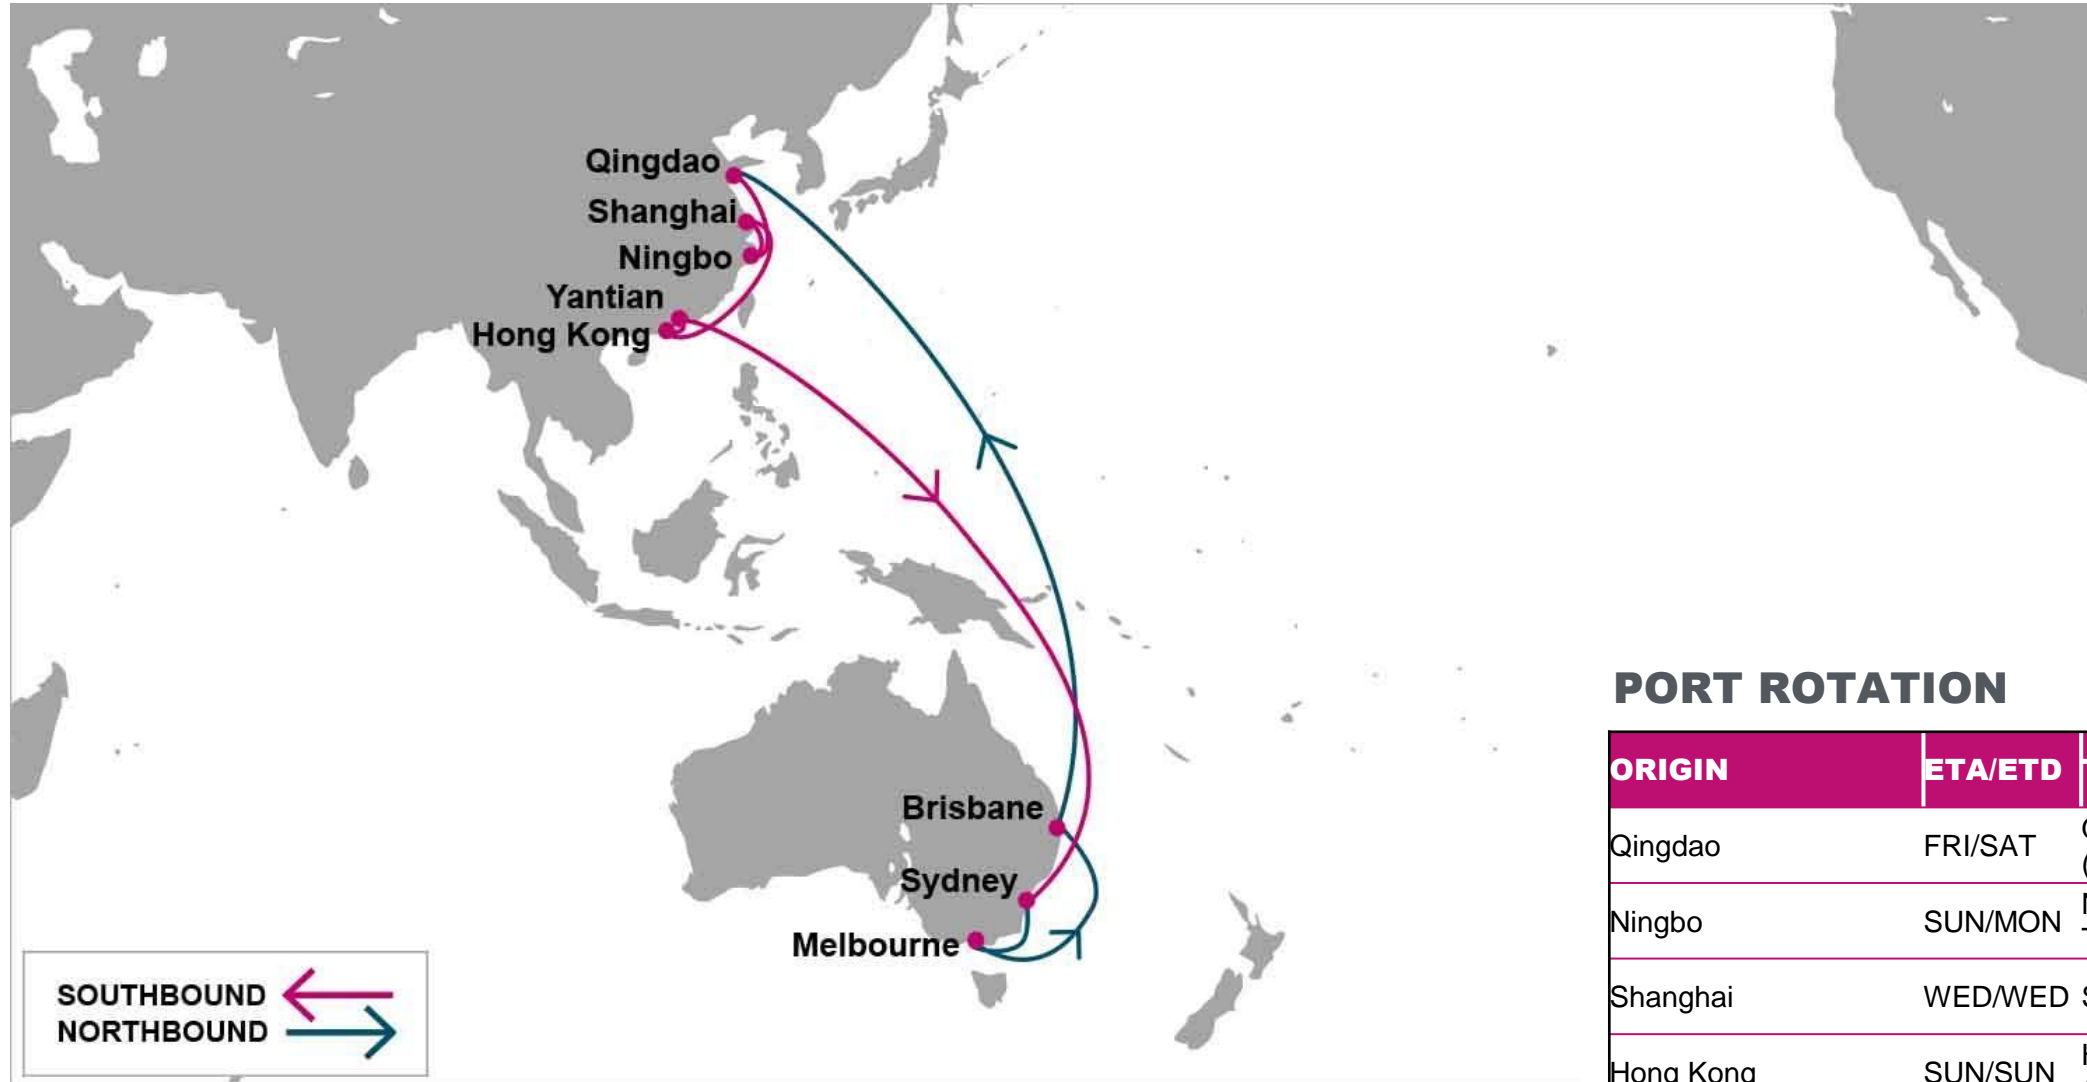 Qingdao
Shanghai
Ningbo
Yantian
Hong Kong
Brisbane
Sydney
Melbourne
SOUTHBOUND
NORTHBOUND
PORT ROTATION
ORIGIN ETA/ETD
Qingdao FRI/SAT
Ningbo SUN/MON
Shanghai WED/WED
Hong Kong SUN/SUN